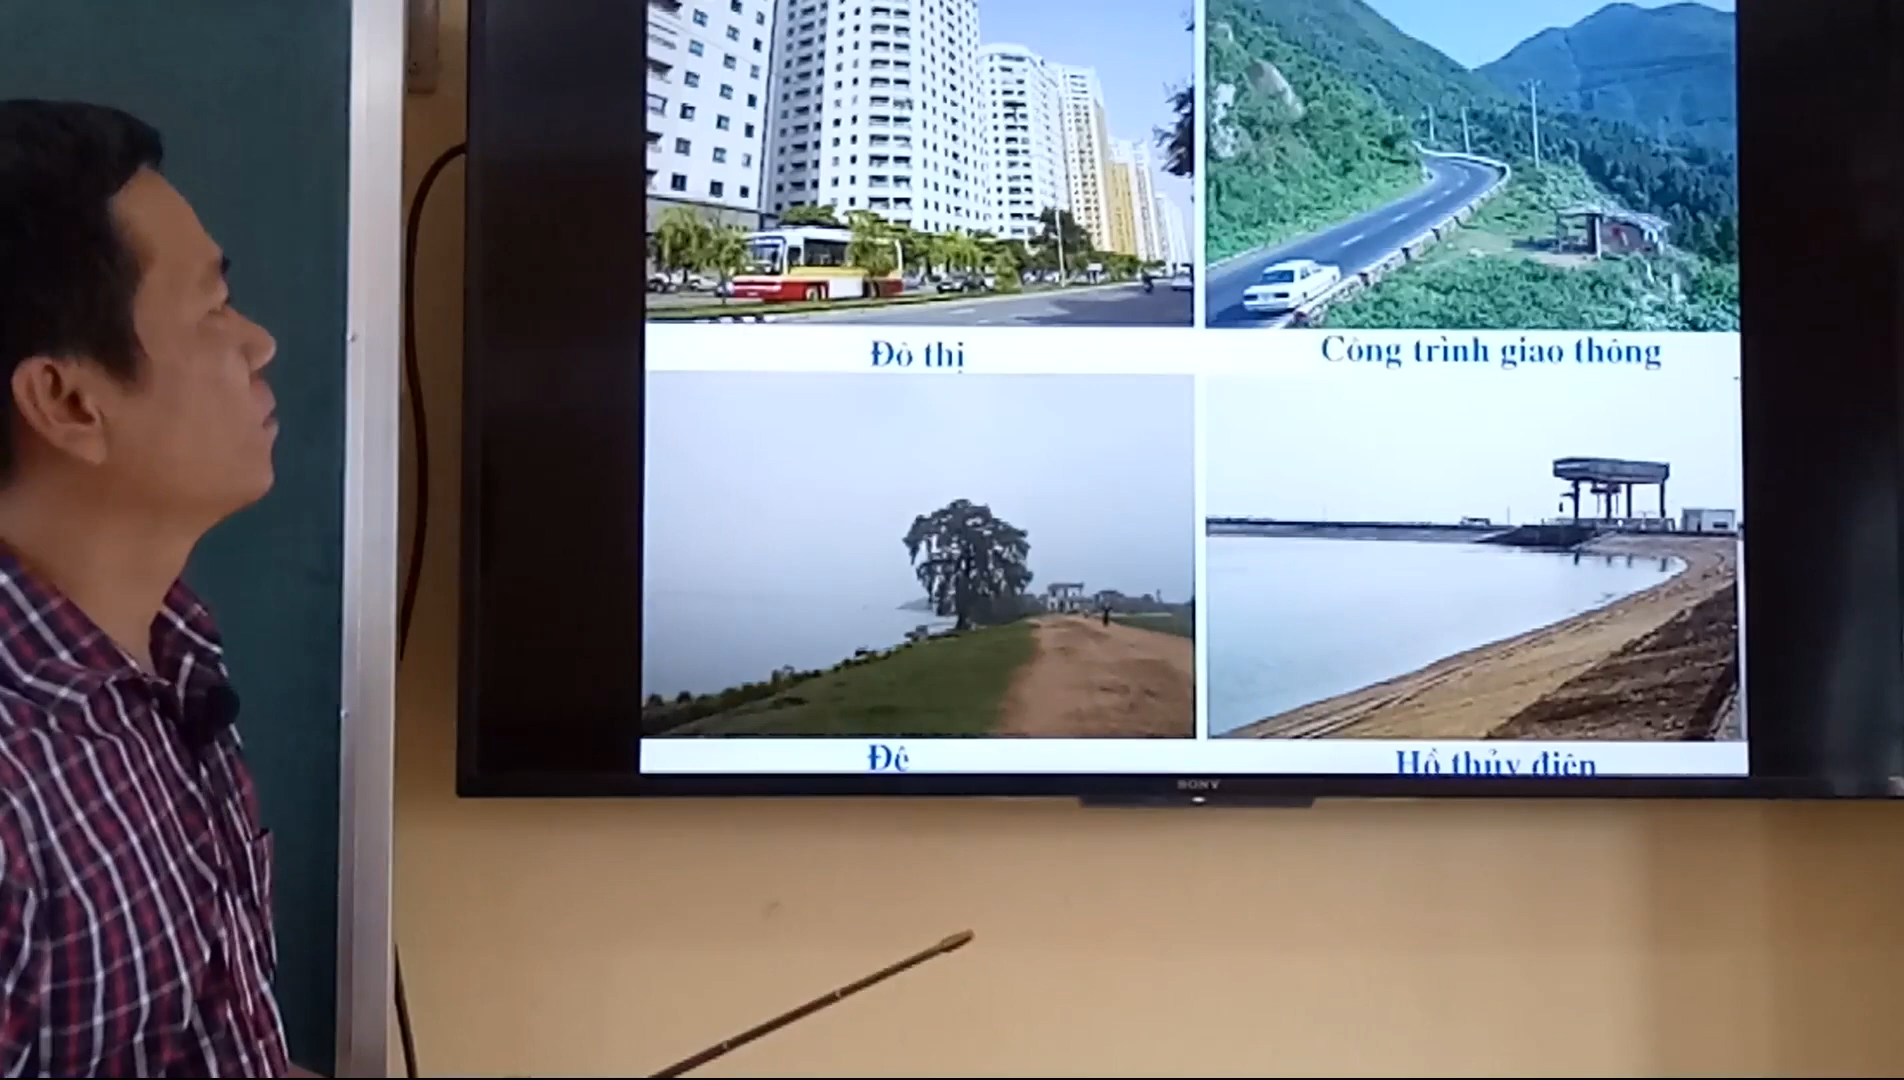 Đô thị
Công trình giao thông
Đê
Hồ thủy điện
SONY